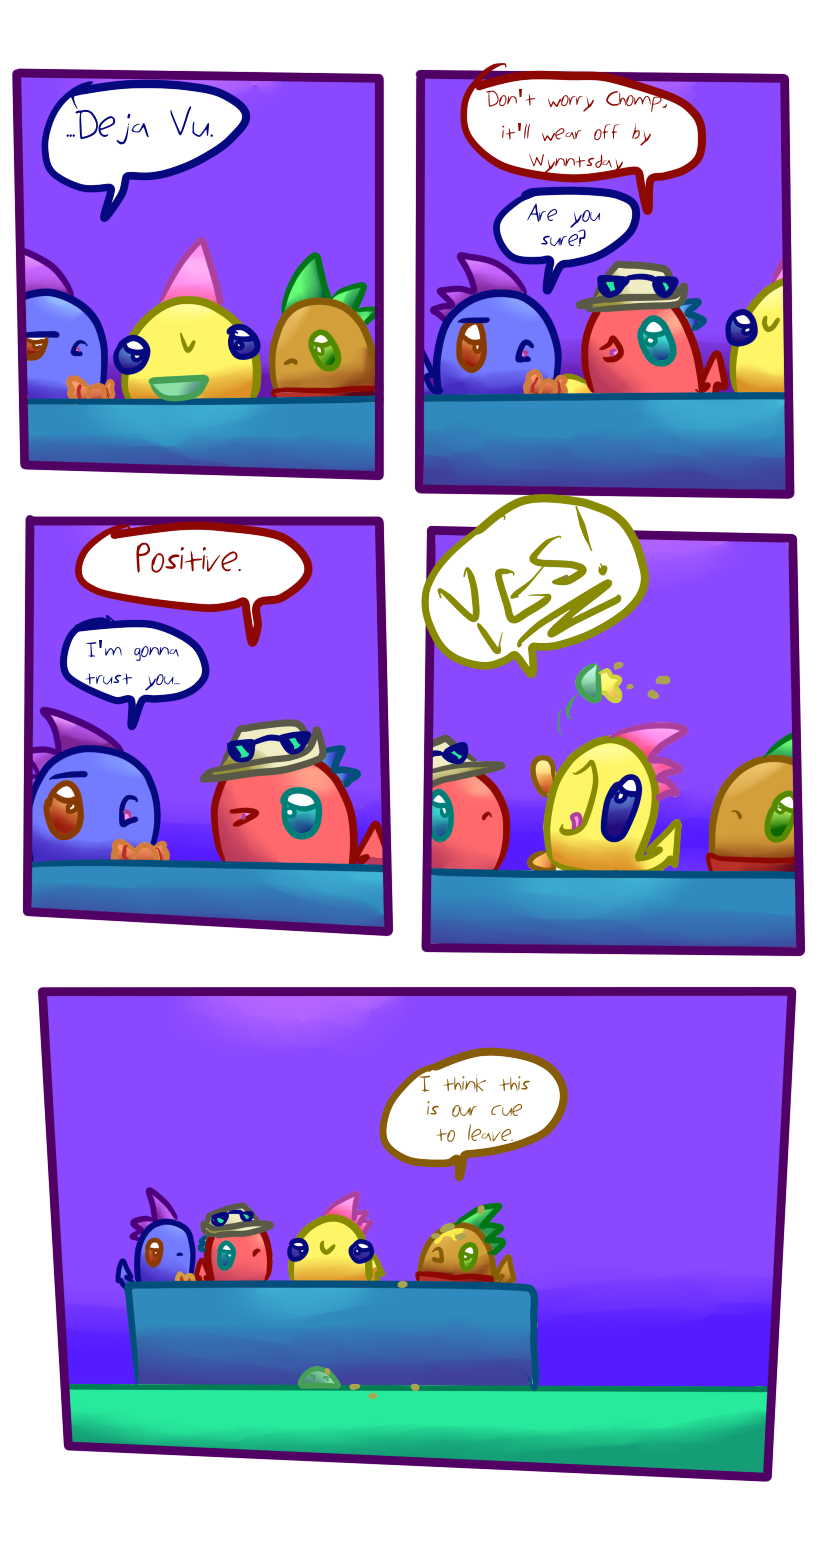 ...Deja Vu.
Don't worry Chomp,
it'll wear off by
Wynntsday
Are you
sure?
Positive.
I'm gonna
trust you...
YES!
I think this
is our cue
to leave.